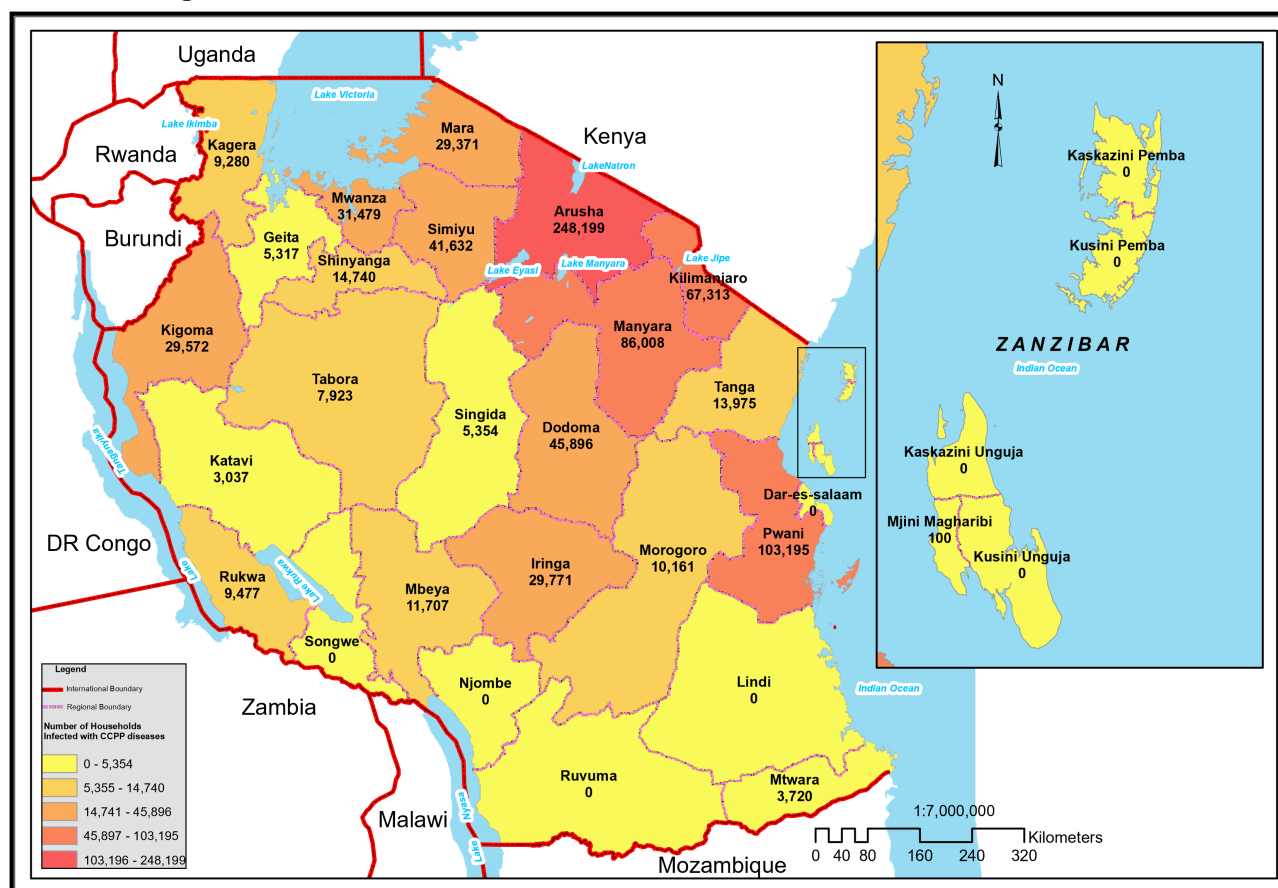 Uganda
Lake Victoria
Lake Ikimba
Kagera
9,280
Rwanda
Burundi
Mara
29,371
Kenya
LakeNatron
Mwanza
31,479
Simiyu
41,632
Arusha
248,199
Geita
5,317
Shinyanga
14,740
Lake Eyasi
Lake Manyara
Lake Jipe
Kilimanjaro
67,313
Kigoma
29,572
Manyara
86,008
Tabora
7,923
Singida
5,354
Tanga
13,975
Dodoma
45,896
Katavi
3,037
Tanganyika
Lake
Dar-es-salaam
0
Pwani
103,195
DR Congo
Rukwa
9,477
Lake Rukwa
Mbeya
11,707
Iringa
29,771
Morogoro
10,161
Songwe
0
Zambia
Njombe
0
Lindi
0
Indian Ocean
Ruvuma
0
Mtwara
3,720
Malawi
Nyasa
Lake
Mozambique
N
Kaskazini Pemba
0
Kusini Pemba
0
ZANZIBAR
Indian Ocean
Kaskazini Unguja
0
Mjini Magharibi
100
Kusini Unguja
0
Legend
International Boundary
Regional Boundary
Number of Households
Infected with CCPP diseases
0 - 5,354
5,355 - 14,740
14,741 - 45,896
45,897 - 103,195
103,196 - 248,199
1:7,000,000
Kilometers
0 40 80 160 240 320